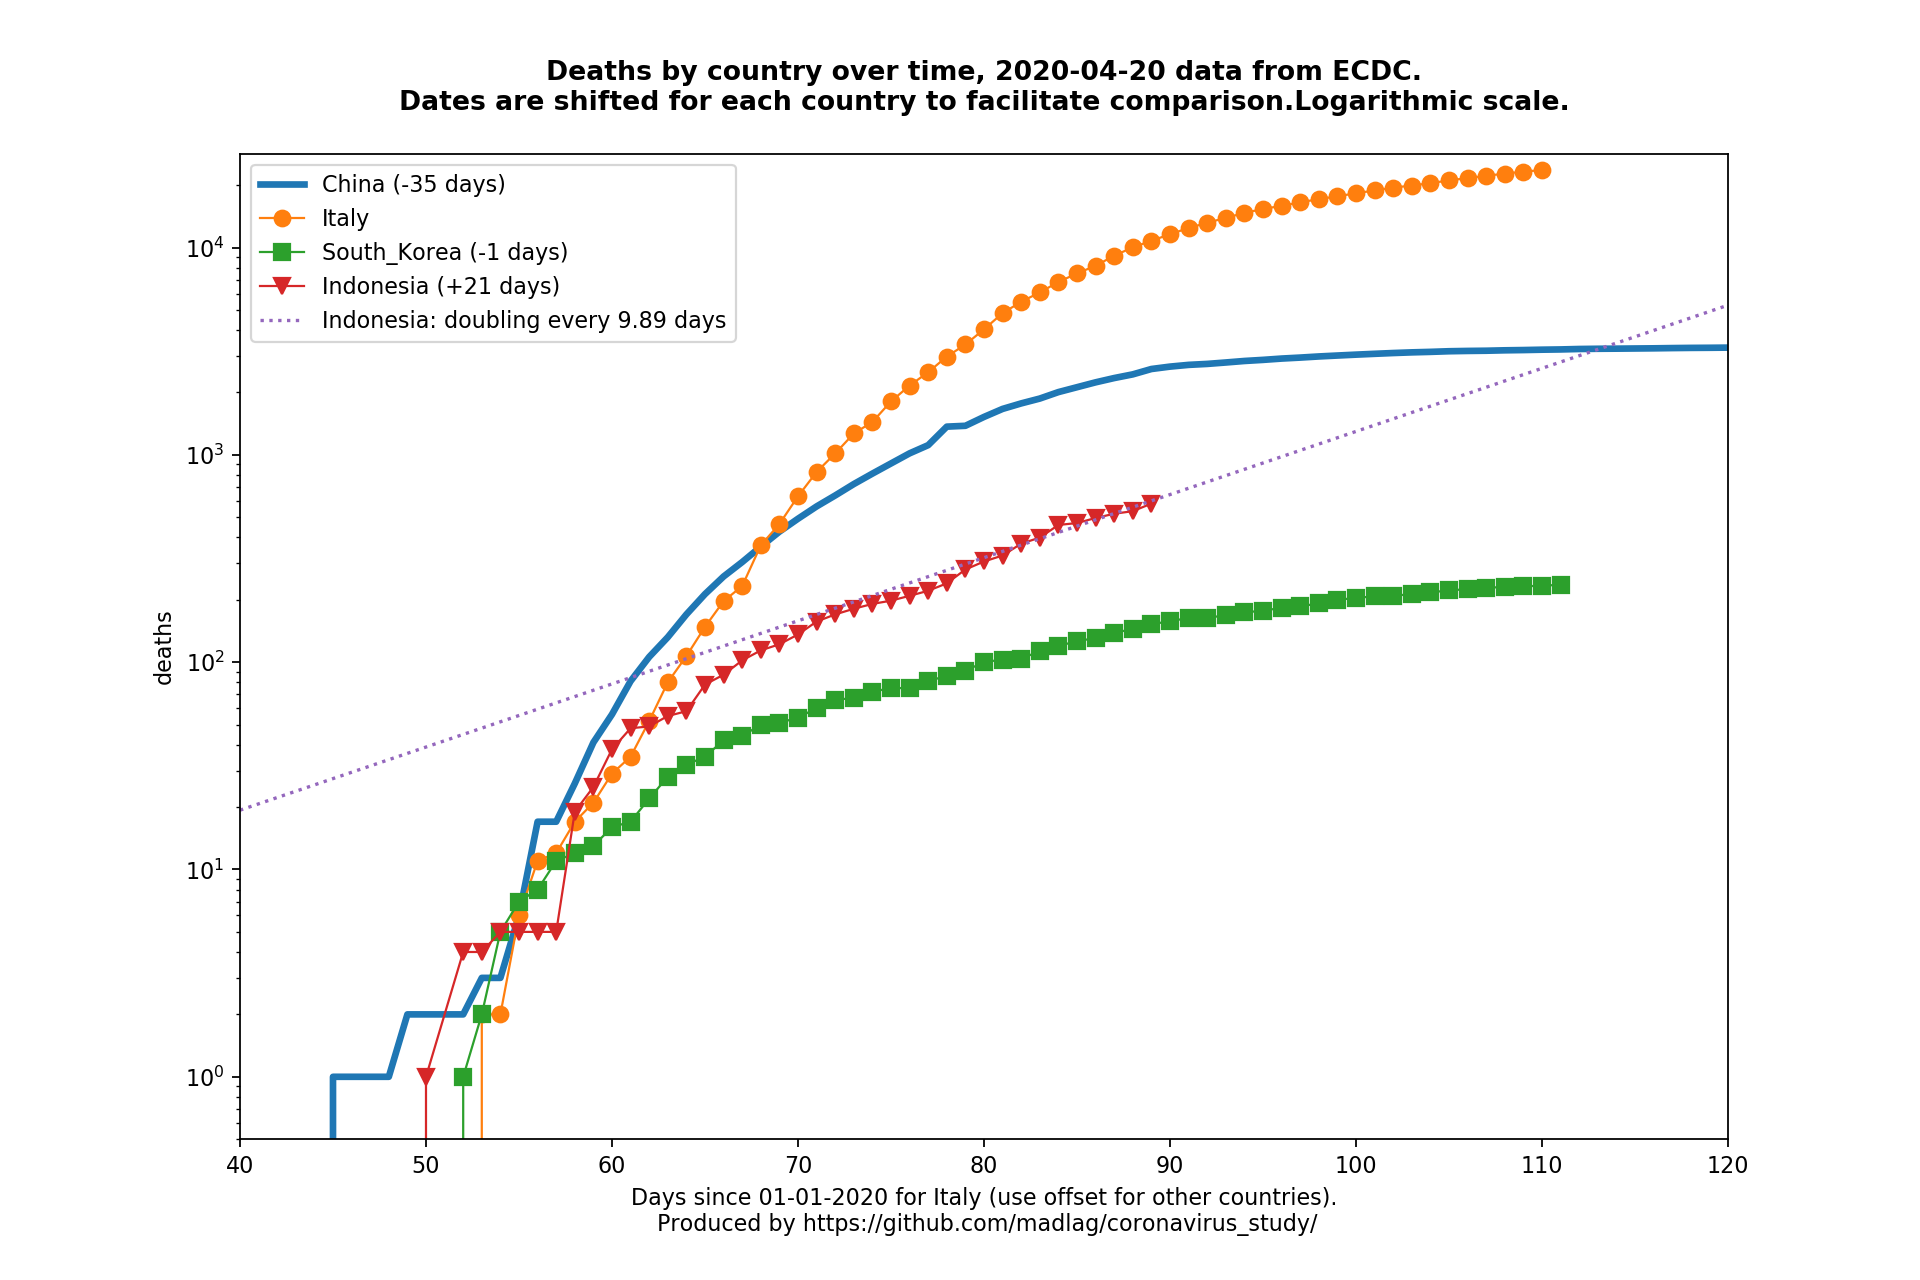 Deaths by country over time, 2020-04-20 data from ECDC.
Dates are shifted for each country to facilitate comparison.Logarithmic scale.
China (-35 days)
Italy
South_Korea (-1 days)
Indonesia (+21 days)
Indonesia: doubling every 9.89 days
deaths
10⁴
10³
10²
10¹
10⁰
40 50 60 70 80 90 100 110 120
Days since 01-01-2020 for Italy (use offset for other countries).
Produced by https://github.com/madlag/coronavirus_study/